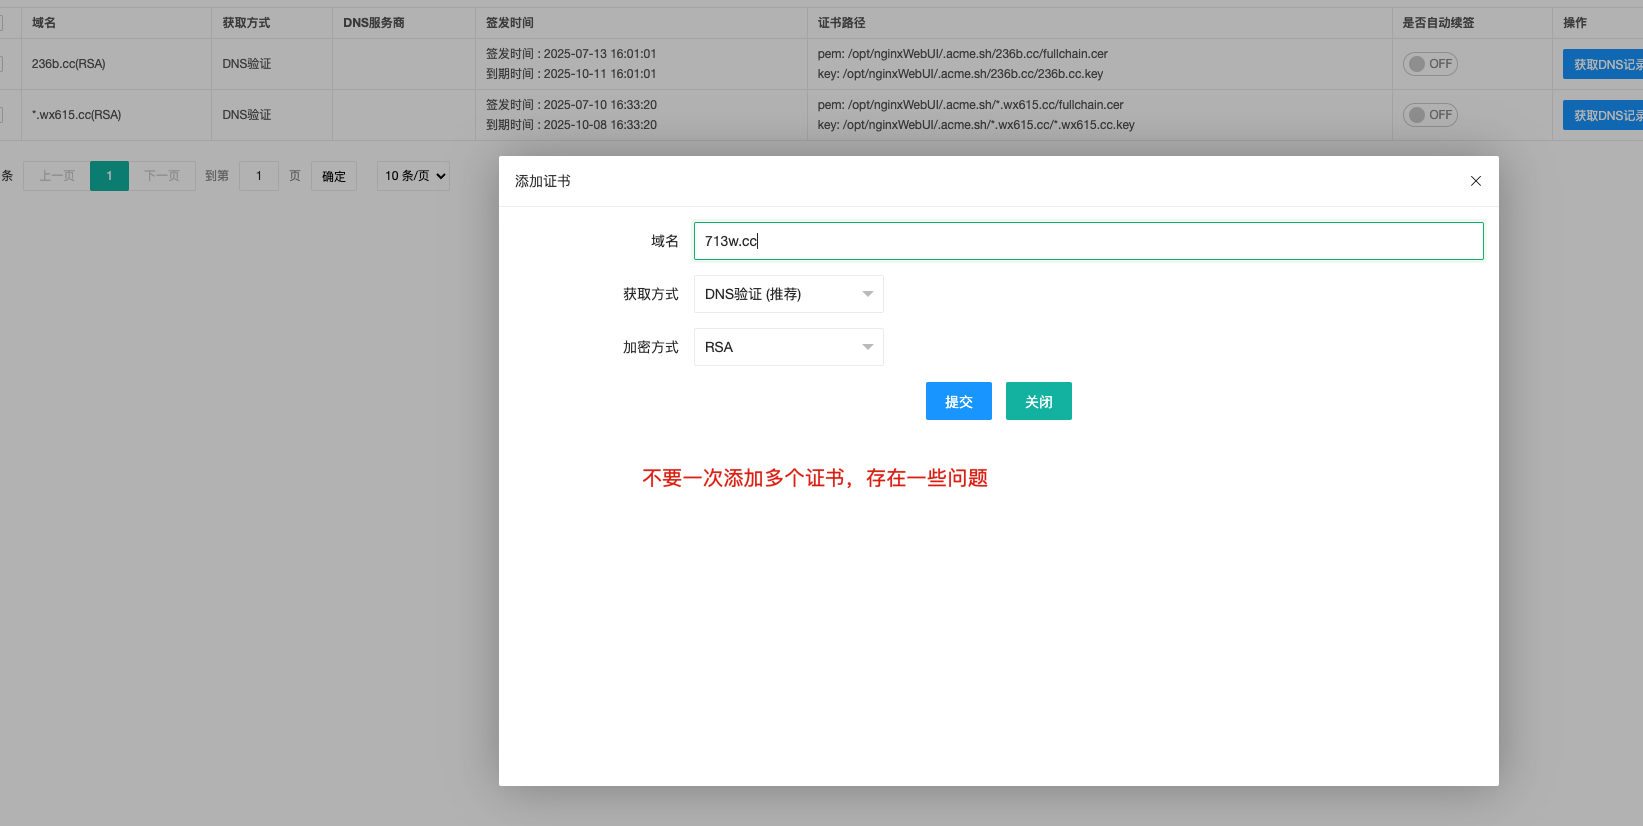 域名 获取方式 DNS服务商 签发时间 证书路径 是否自动续签 操作
236b.cc(RSA) DNS验证 签发时间 : 2025-07-13 16:01:01 pem: /opt/nginxWebUI/.acme.sh/236b.cc/fullchain.cer OFF 获取DNS记录
到期时间 : 2025-10-11 16:01:01 key: /opt/nginxWebUI/.acme.sh/236b.cc/236b.cc.key
*.wx615.cc(RSA) DNS验证 签发时间 : 2025-07-10 16:33:20 pem: /opt/nginxWebUI/.acme.sh/*.wx615.cc/fullchain.cer OFF 获取DNS记录
到期时间 : 2025-10-08 16:33:20 key: /opt/nginxWebUI/.acme.sh/*.wx615.cc/*.wx615.cc.key
条 上一页 1 下一页 到第 1 页 确定 10 条/页
添加证书
域名 713w.cc
获取方式 DNS验证 (推荐)
加密方式 RSA
提交 关闭
不要一次添加多个证书，存在一些问题